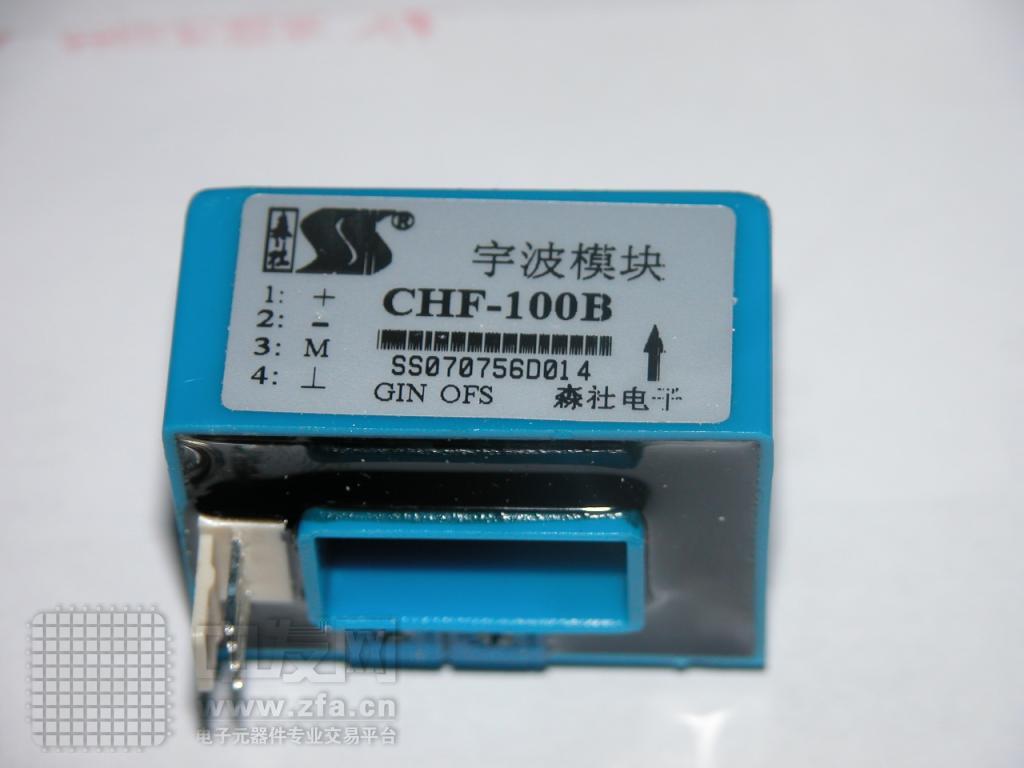 森社 SS®
宇波模块
1: + CHF-100B
2: -
3: M
SS070756D014
4: ⊥
GIN OFS 森社电子
www.zfa.cn
电子元器件专业交易平台